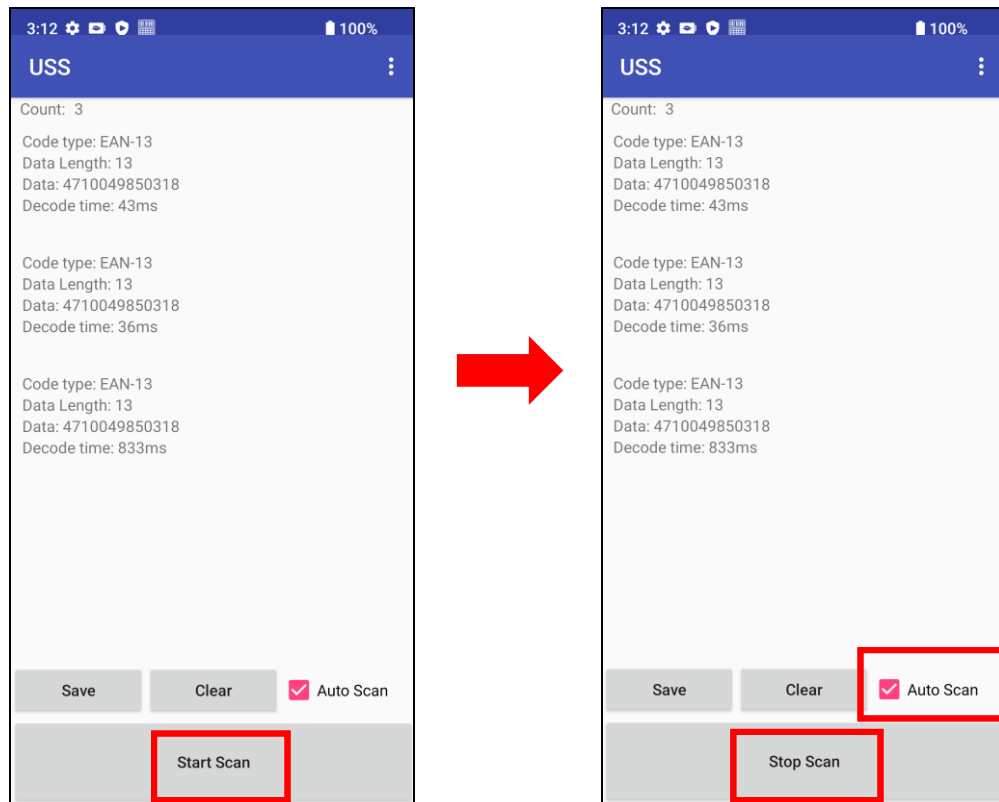 3:12 100%
USS
Count: 3
Code type: EAN-13
Data Length: 13
Data: 4710049850318
Decode time: 43ms
Code type: EAN-13
Data Length: 13
Data: 4710049850318
Decode time: 36ms
Code type: EAN-13
Data Length: 13
Data: 4710049850318
Decode time: 833ms
Save Clear Auto Scan
Start Scan
3:12 100%
USS
Count: 3
Code type: EAN-13
Data Length: 13
Data: 4710049850318
Decode time: 43ms
Code type: EAN-13
Data Length: 13
Data: 4710049850318
Decode time: 36ms
Code type: EAN-13
Data Length: 13
Data: 4710049850318
Decode time: 833ms
Save Clear Auto Scan
Stop Scan